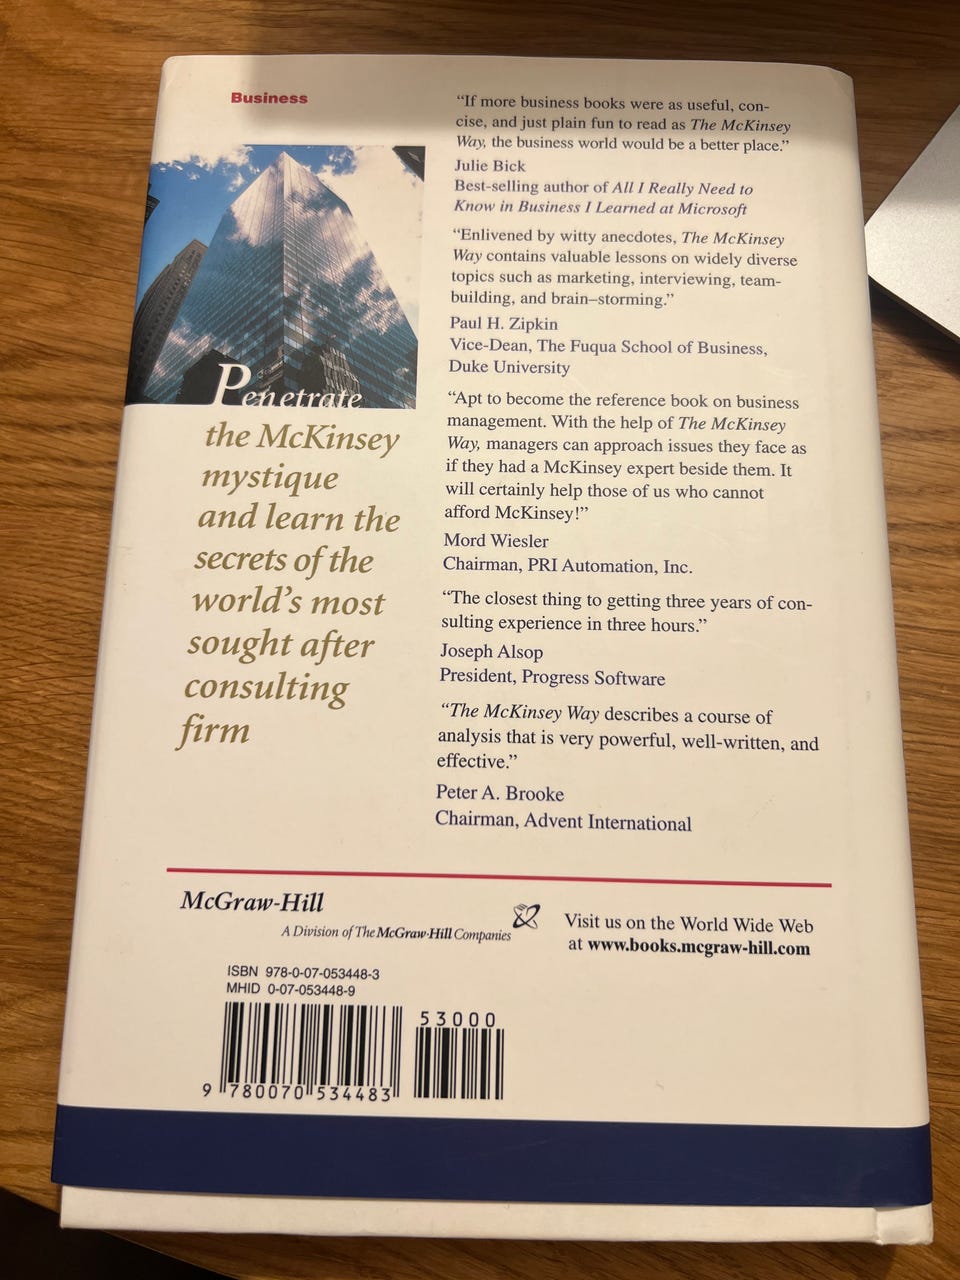 Business
Penetrate
the McKinsey
mystique
and learn the
secrets of the
world's most
sought after
consulting
firm
“If more business books were as useful, con-
cise, and just plain fun to read as The McKinsey
Way, the business world would be a better place.”
Julie Bick
Best-selling author of All I Really Need to
Know in Business I Learned at Microsoft
“Enlivened by witty anecdotes, The McKinsey
Way contains valuable lessons on widely diverse
topics such as marketing, interviewing, team-
building, and brain–storming.”
Paul H. Zipkin
Vice-Dean, The Fuqua School of Business,
Duke University
“Apt to become the reference book on business
management. With the help of The McKinsey
Way, managers can approach issues they face as
if they had a McKinsey expert beside them. It
will certainly help those of us who cannot
afford McKinsey!”
Mord Wiesler
Chairman, PRI Automation, Inc.
“The closest thing to getting three years of con-
sulting experience in three hours.”
Joseph Alsop
President, Progress Software
“The McKinsey Way describes a course of
analysis that is very powerful, well-written, and
effective.”
Peter A. Brooke
Chairman, Advent International
McGraw-Hill
A Division of The McGraw-Hill Companies
Visit us on the World Wide Web
at www.books.mcgraw-hill.com
ISBN 978-0-07-053448-3
MHID 0-07-053448-9
53000
9 780070 534483